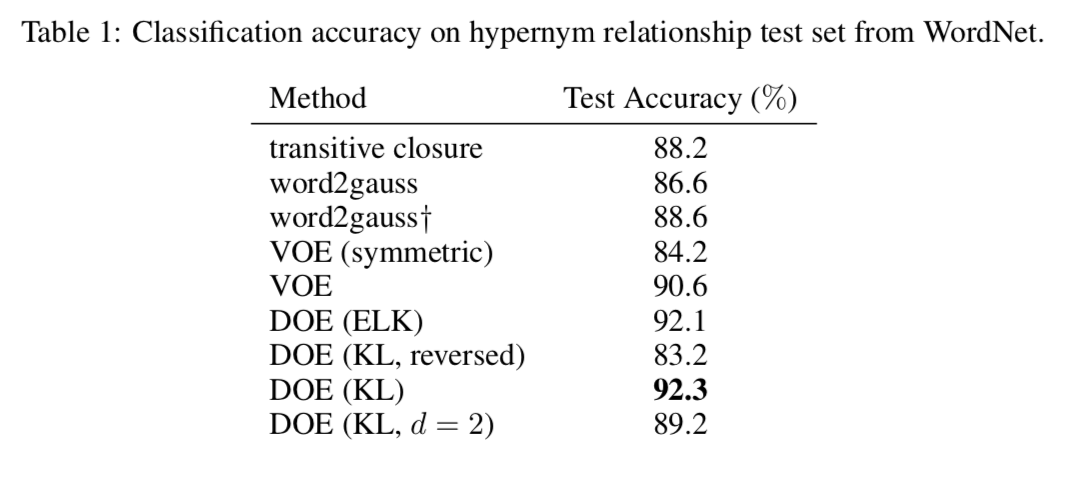 Table 1: Classification accuracy on hypernym relationship test set from WordNet.
Method Test Accuracy (%)
transitive closure 88.2
word2gauss 86.6
word2gauss† 88.6
VOE (symmetric) 84.2
VOE 90.6
DOE (ELK) 92.1
DOE (KL, reversed) 83.2
DOE (KL) 92.3
DOE (KL, d = 2) 89.2